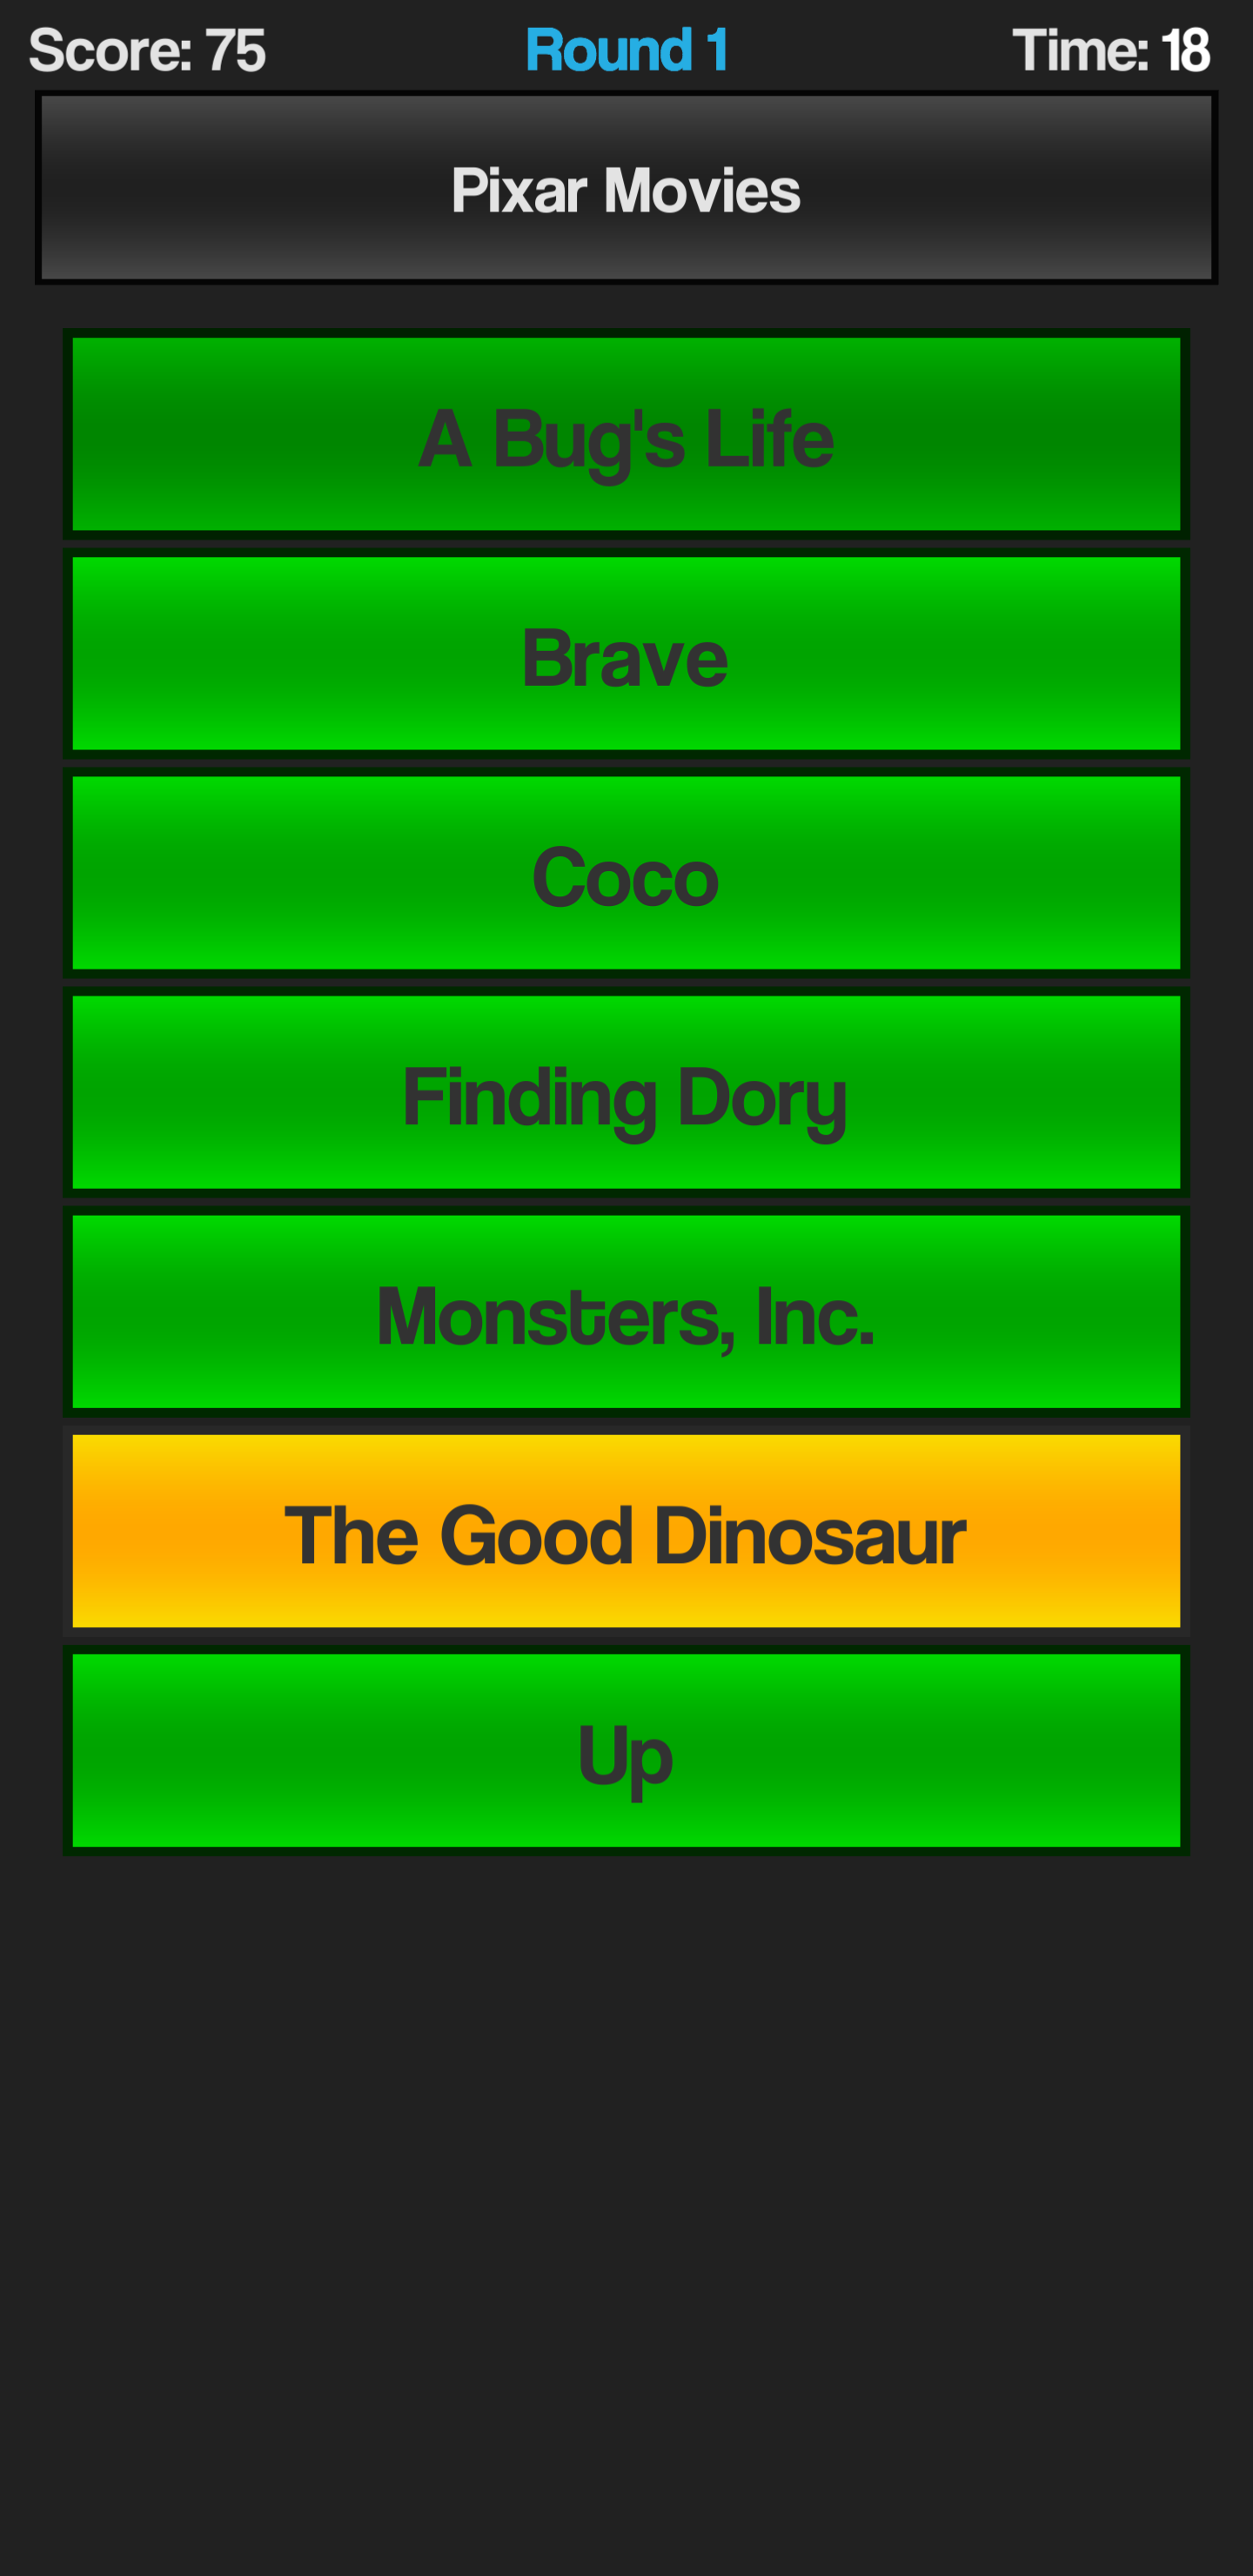 Score: 75 Round 1 Time: 18
Pixar Movies
A Bug's Life
Brave
Coco
Finding Dory
Monsters, Inc.
The Good Dinosaur
Up